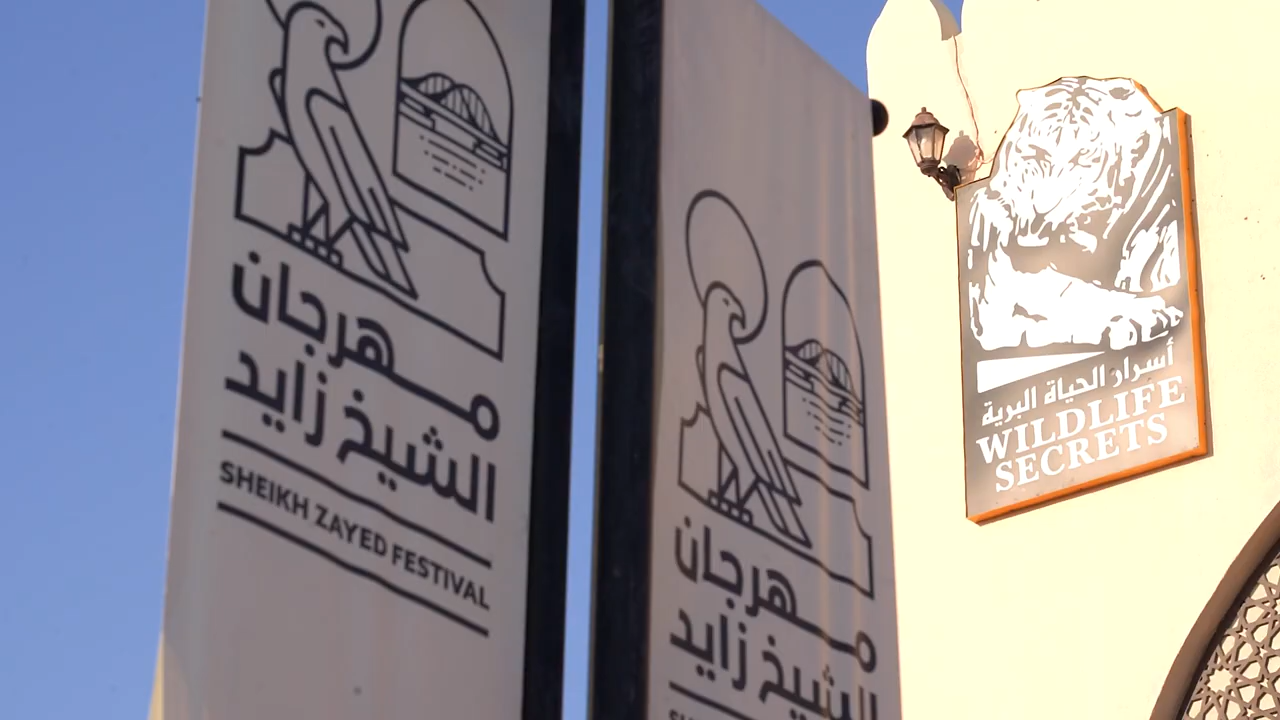 مهرجان
الشيخ زايد
SHEIKH ZAYED FESTIVAL
مهرجان
الشيخ زايد
أسرار الحياة البرية
WILDLIFE
SECRETS